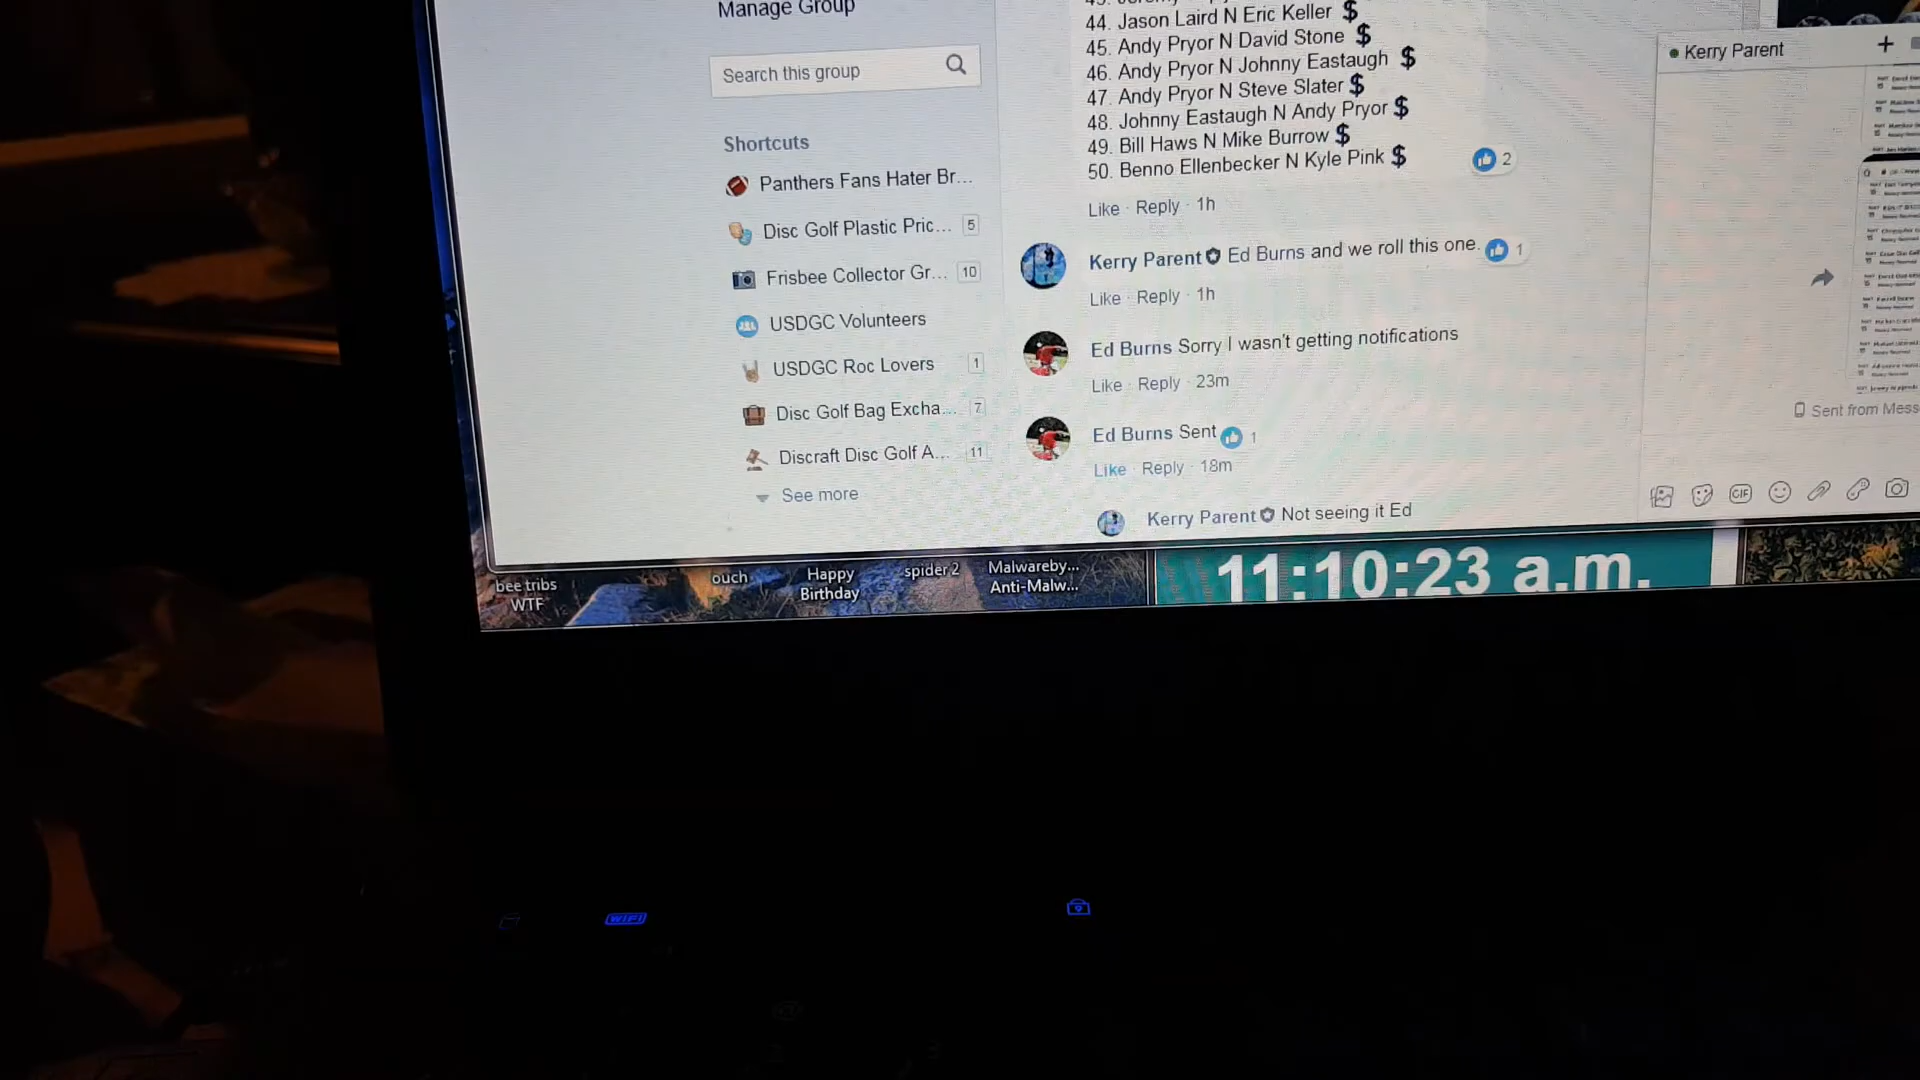 Manage Group
Search this group
Shortcuts
Panthers Fans Hater Br...
Disc Golf Plastic Pric... 5
Frisbee Collector Gr... 10
USDGC Volunteers
USDGC Roc Lovers 1
Disc Golf Bag Excha... 7
Discraft Disc Golf A... 11
See more
44. Jason Laird N Eric Keller $
45. Andy Pryor N David Stone $
46. Andy Pryor N Johnny Eastaugh $
47. Andy Pryor N Steve Slater $
48. Johnny Eastaugh N Andy Pryor $
49. Bill Haws N Mike Burrow $
50. Benno Ellenbecker N Kyle Pink $
2
Like · Reply · 1h
Kerry Parent Ed Burns and we roll this one. 1
Like · Reply · 1h
Ed Burns Sorry I wasn't getting notifications
Like · Reply · 23m
Ed Burns Sent 1
Like · Reply · 18m
Kerry Parent Not seeing it Ed
Kerry Parent +
Sent from Mess
GIF
bee tribs
WTF
ouch
Happy
Birthday
spider 2
Malwareby...
Anti-Malw...
11:10:23 a.m.
WIFI